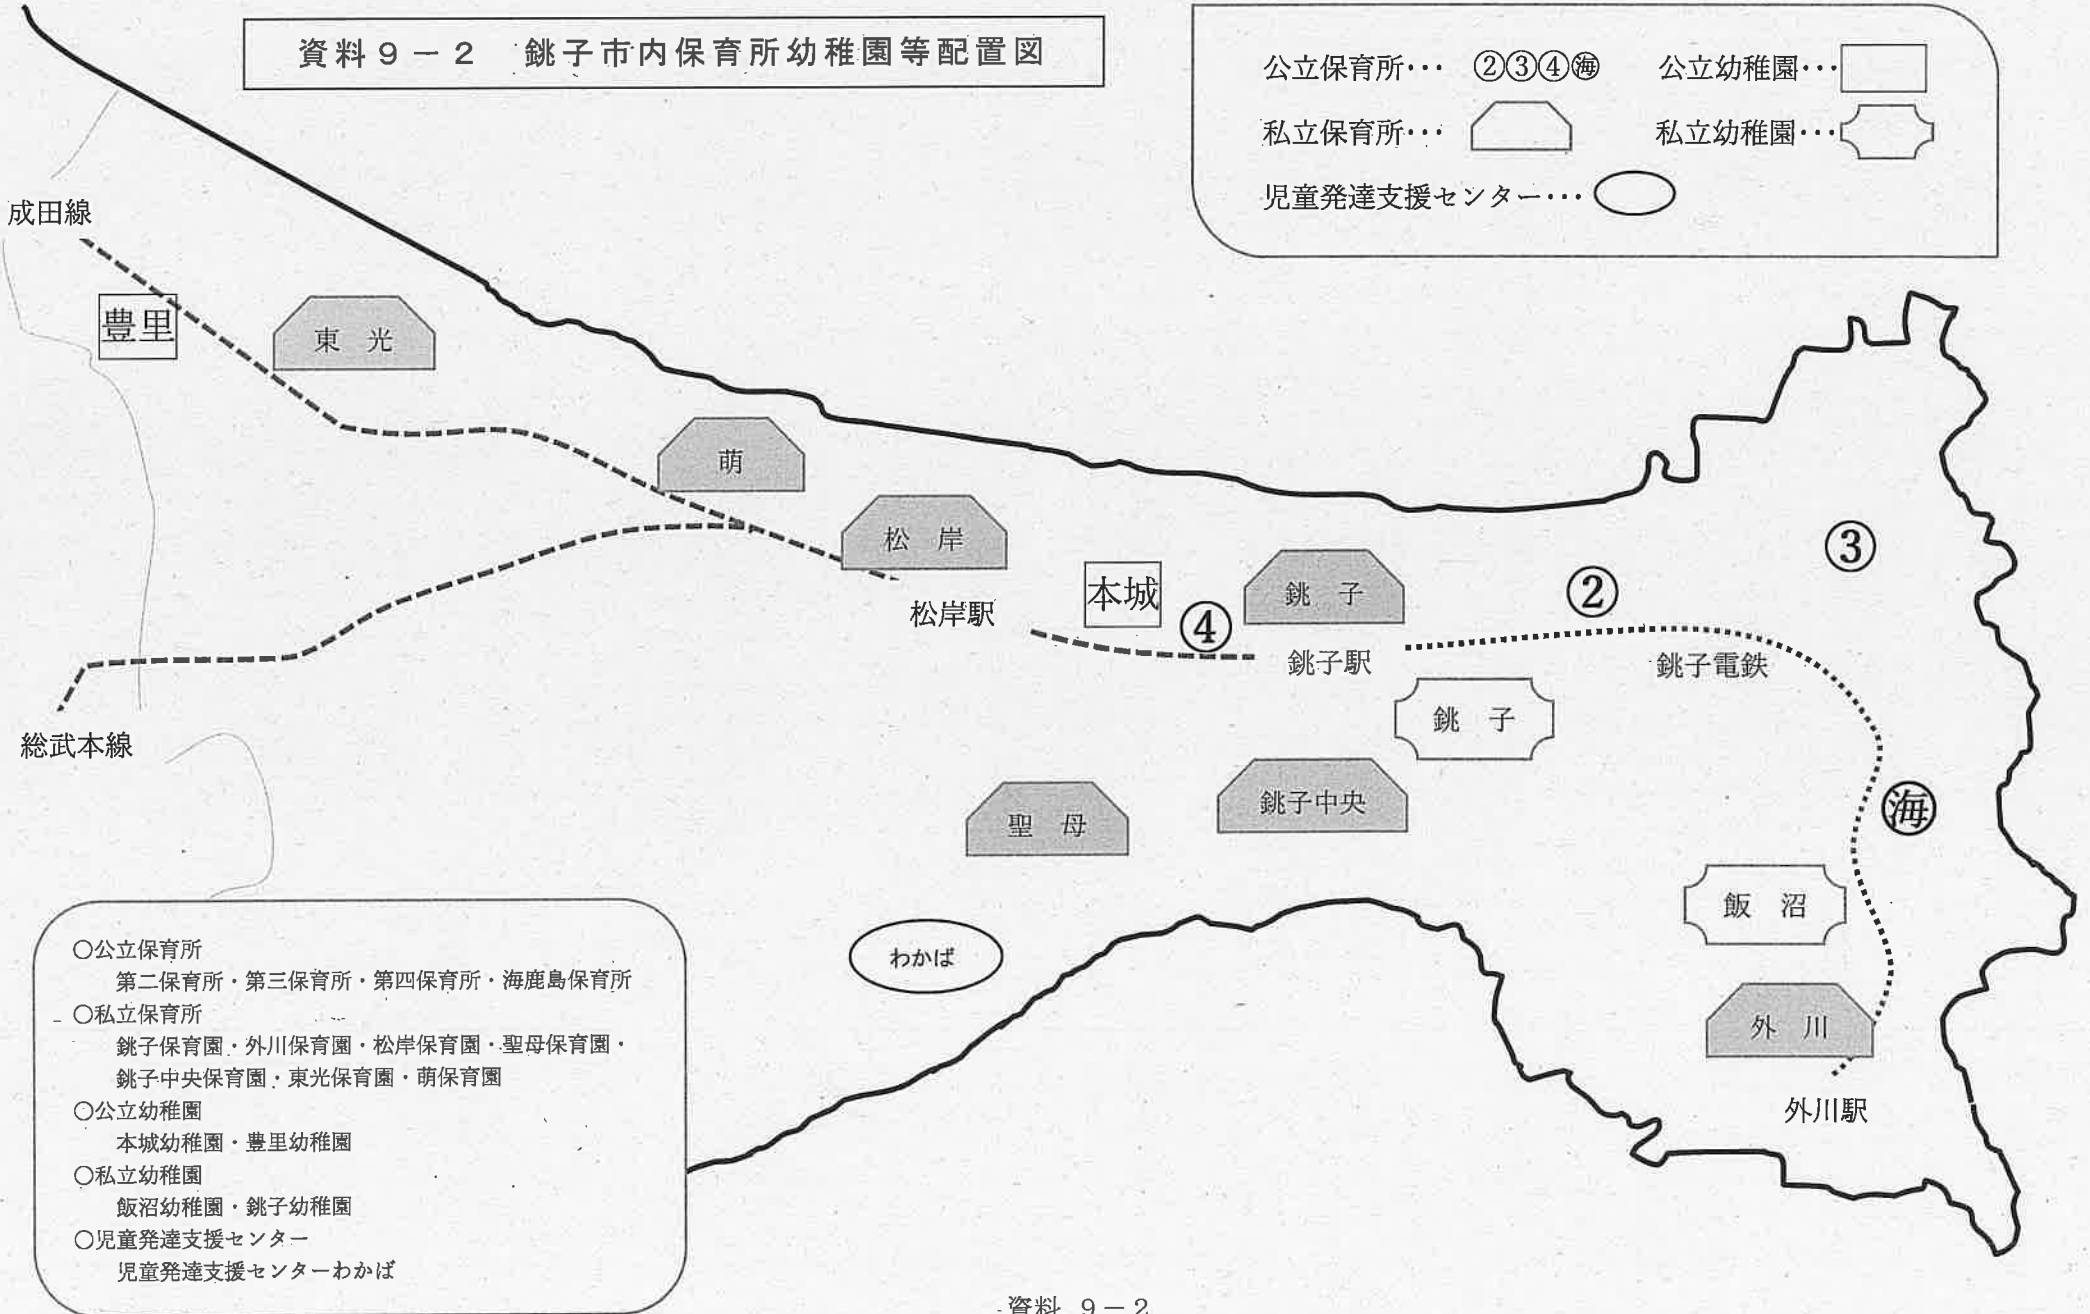 資料９－２　銚子市内保育所幼稚園等配置図
公立保育所・・・　②③④㊥海　公立幼稚園・・・
私立保育所・・・　私立幼稚園・・・
児童発達支援センター・・・
成田線
豊里
東　光
萌
松　岸
松岸駅
本城
④
銚　子
②
③
銚子駅
銚子電鉄
銚　子
総武本線
海
聖　母
銚子中央
飯　沼
わかば
外　川
外川駅
○公立保育所
第二保育所・第三保育所・第四保育所・海鹿島保育所
○私立保育所
銚子保育園・外川保育園・松岸保育園・聖母保育園・
銚子中央保育園・東光保育園・萌保育園
○公立幼稚園
本城幼稚園・豊里幼稚園
○私立幼稚園
飯沼幼稚園・銚子幼稚園
○児童発達支援センター
児童発達支援センターわかば
資料 ９－２